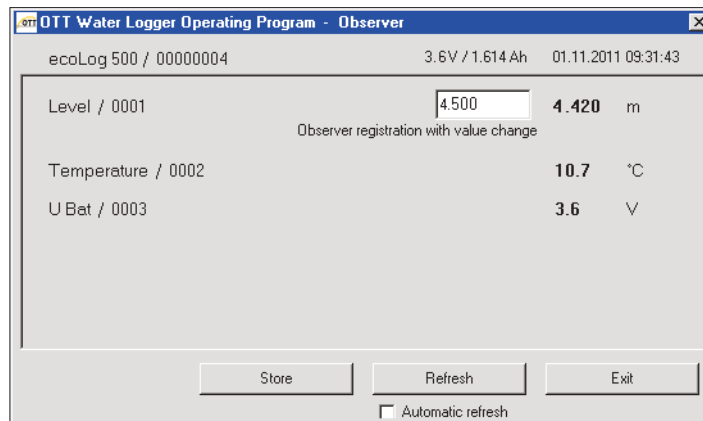 OTT OTT Water Logger Operating Program - Observer
ecoLog 500 / 00000004 3.6V / 1.614 Ah 01.11.2011 09:31:43
Level / 0001 4.500 4.420 m
Observer registration with value change
Temperature / 0002 10.7 °C
U Bat / 0003 3.6 V
Store Refresh Exit
Automatic refresh